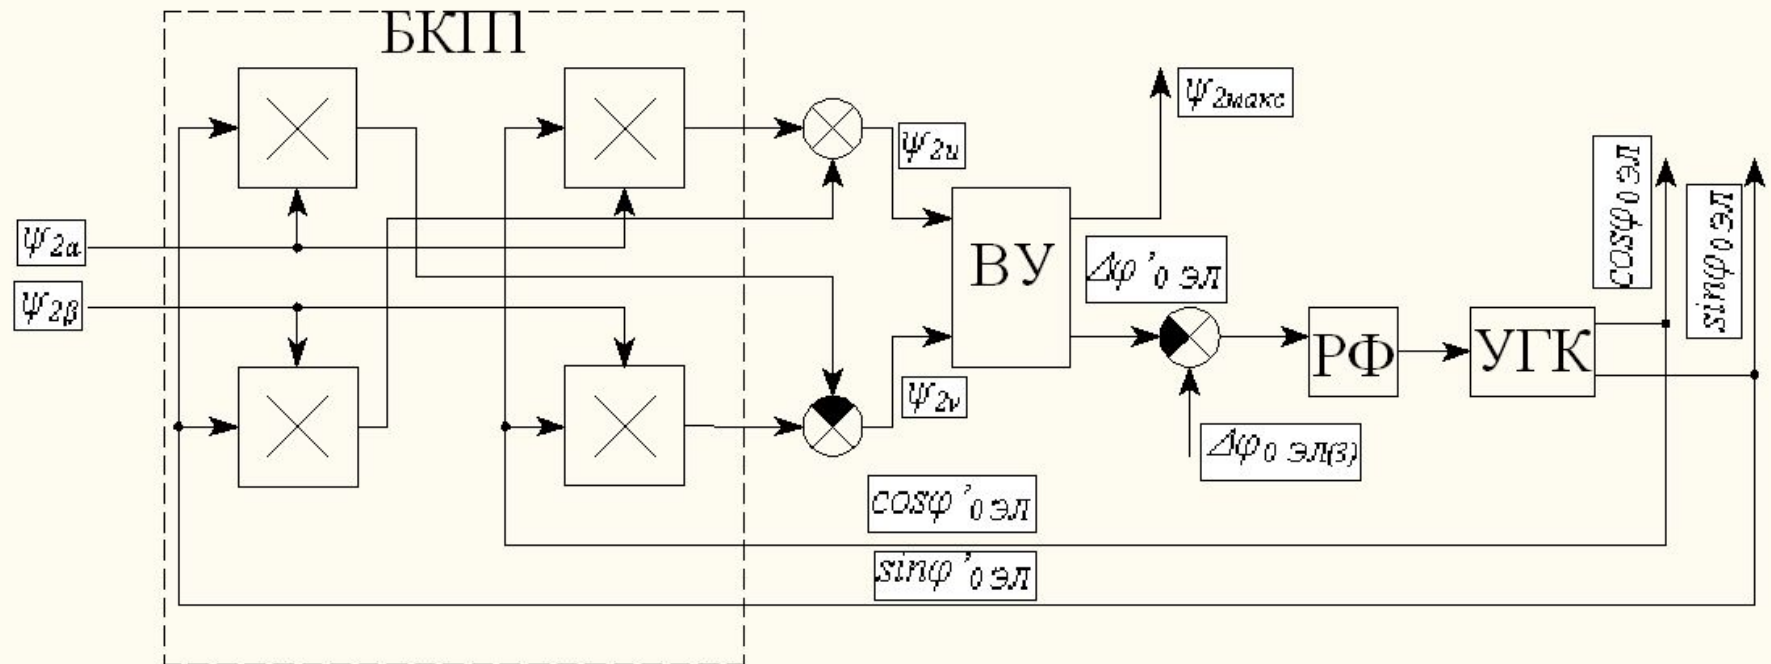 БКПП
ψ2макс
ψ2u
cosφ0 эл
sinφ0 эл
ψ2α
ВУ
Δφ'0 эл
ψ2β
РФ
УГК
ψ2v
Δφ0 эл(з)
cosφ'0 эл
sinφ'0 эл